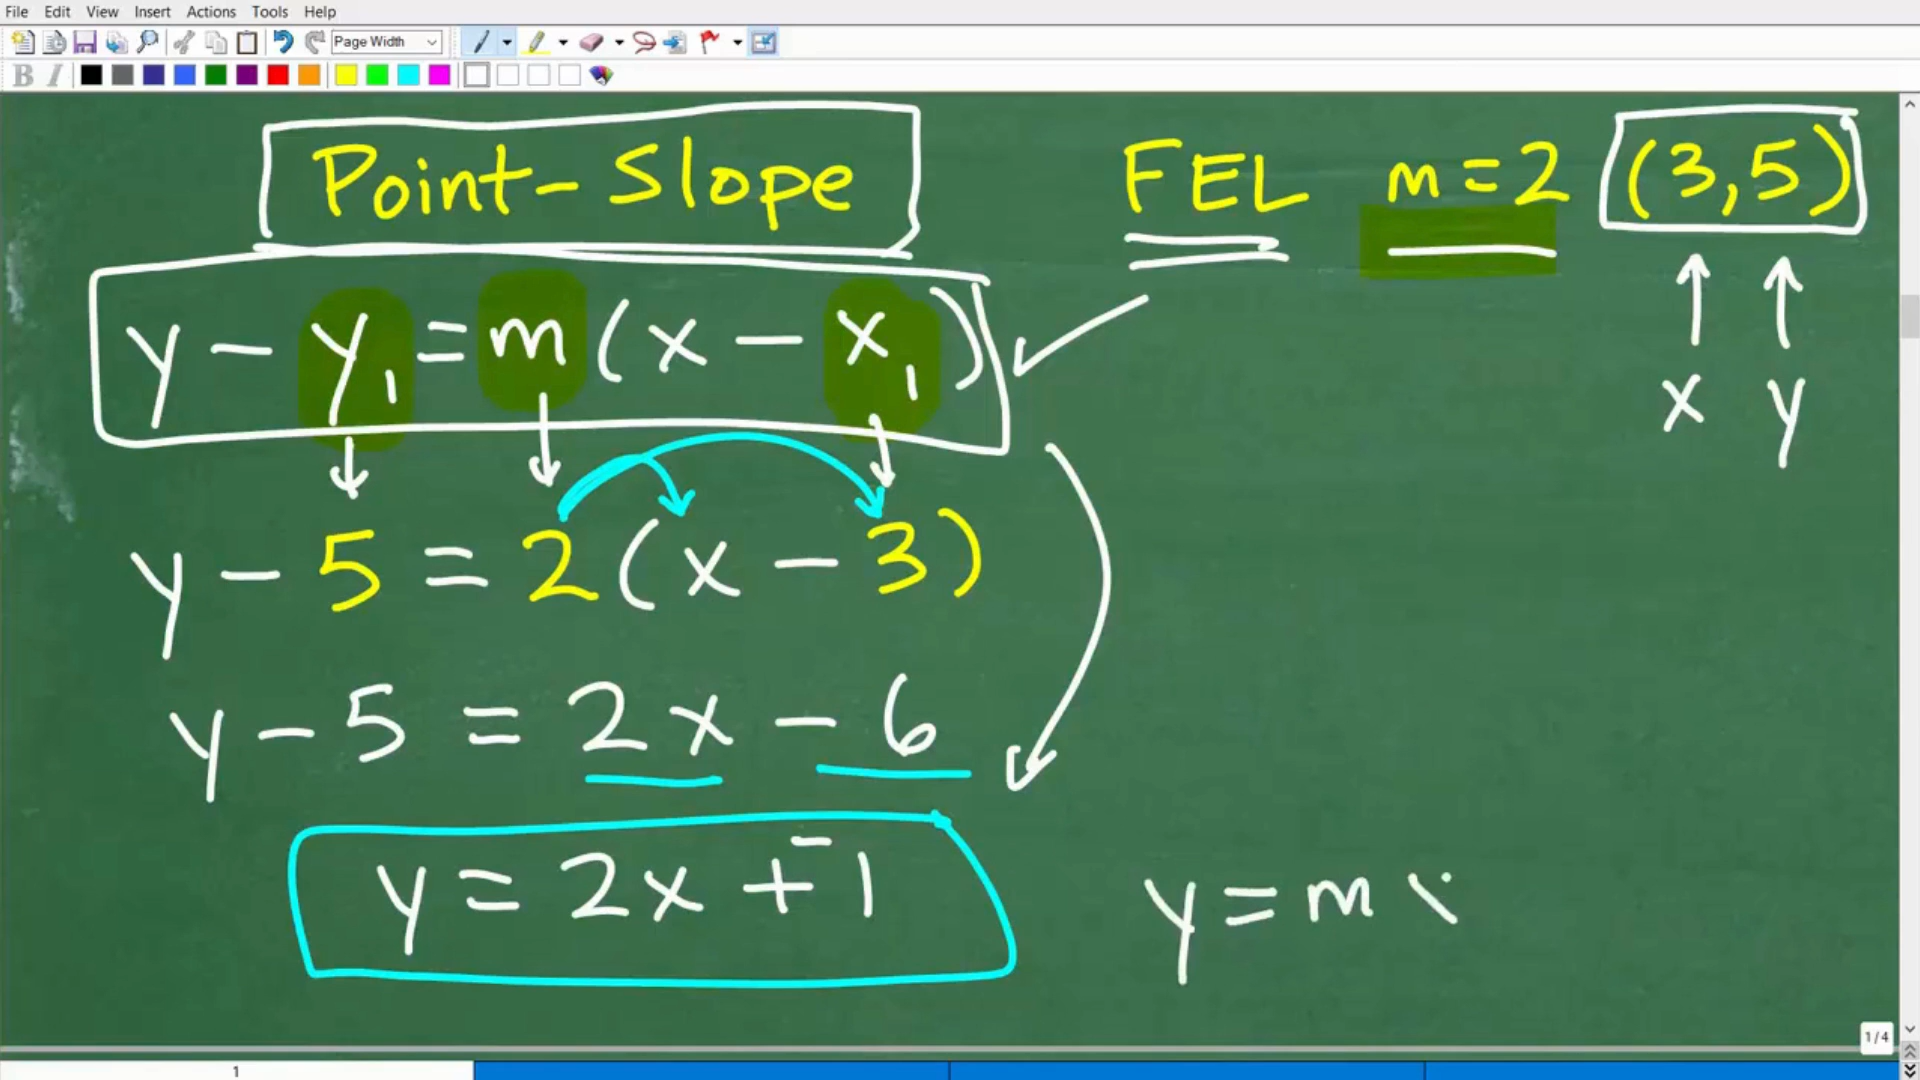 File Edit View Insert Actions Tools Help
Page Width
B I
Point-Slope
FEL m=2 (3,5)
y - y₁ = m(x - x₁)
x y
y - 5 = 2(x - 3)
y - 5 = 2x - 6
y = 2x + ⁻1
y = m
1/4
1